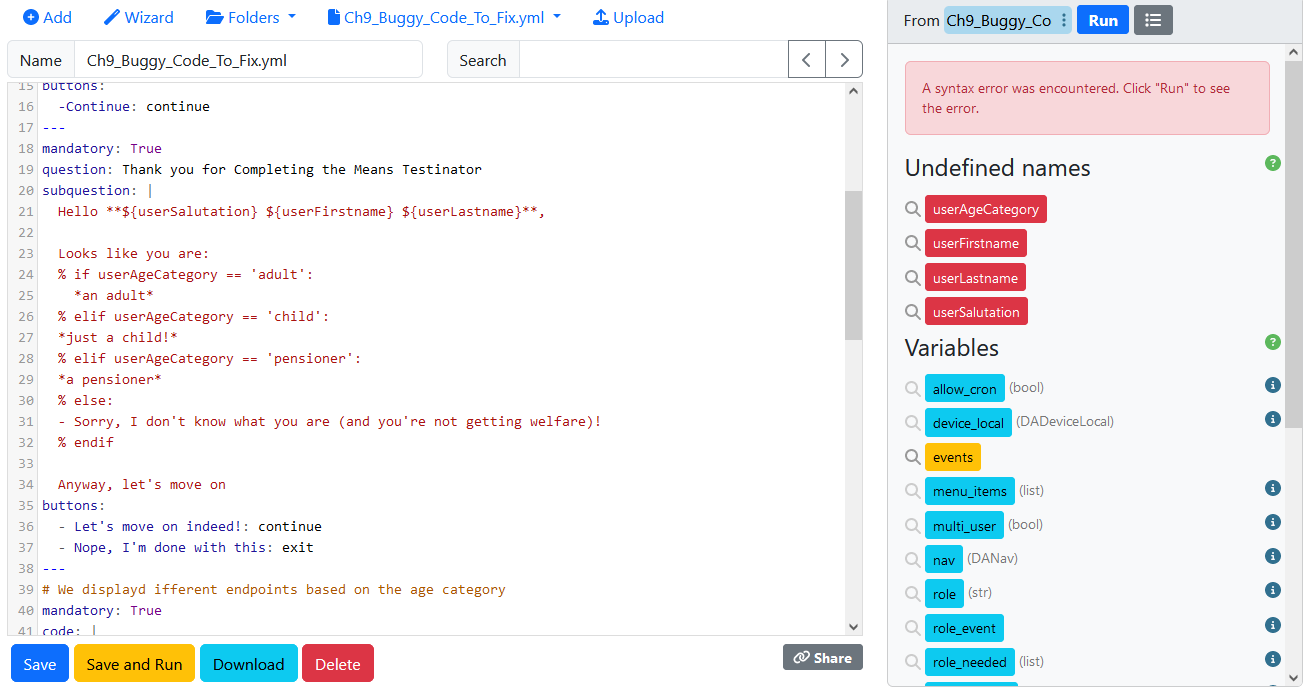 Add Wizard Folders Ch9_Buggy_Code_To_Fix.yml Upload
Name Ch9_Buggy_Code_To_Fix.yml Search
15 buttons:
16 -Continue: continue
17 ---
18 mandatory: True
19 question: Thank you for Completing the Means Testinator
20 subquestion: |
21 Hello **${userSalutation} ${userFirstname} ${userLastname}**,
22
23 Looks like you are:
24 % if userAgeCategory == 'adult':
25 *an adult*
26 % elif userAgeCategory == 'child':
27 *just a child!*
28 % elif userAgeCategory == 'pensioner':
29 *a pensioner*
30 % else:
31 - Sorry, I don't know what you are (and you're not getting welfare)!
32 % endif
33
34 Anyway, let's move on
35 buttons:
36 - Let's move on indeed!: continue
37 - Nope, I'm done with this: exit
38 ---
39 # We displayd ifferent endpoints based on the age category
40 mandatory: True
41 code: |
Save Save and Run Download Delete Share
From Ch9_Buggy_Co Run
A syntax error was encountered. Click "Run" to see
the error.
Undefined names
userAgeCategory
userFirstname
userLastname
userSalutation
Variables
allow_cron (bool)
device_local (DADeviceLocal)
events
menu_items (list)
multi_user (bool)
nav (DANav)
role (str)
role_event
role_needed (list)